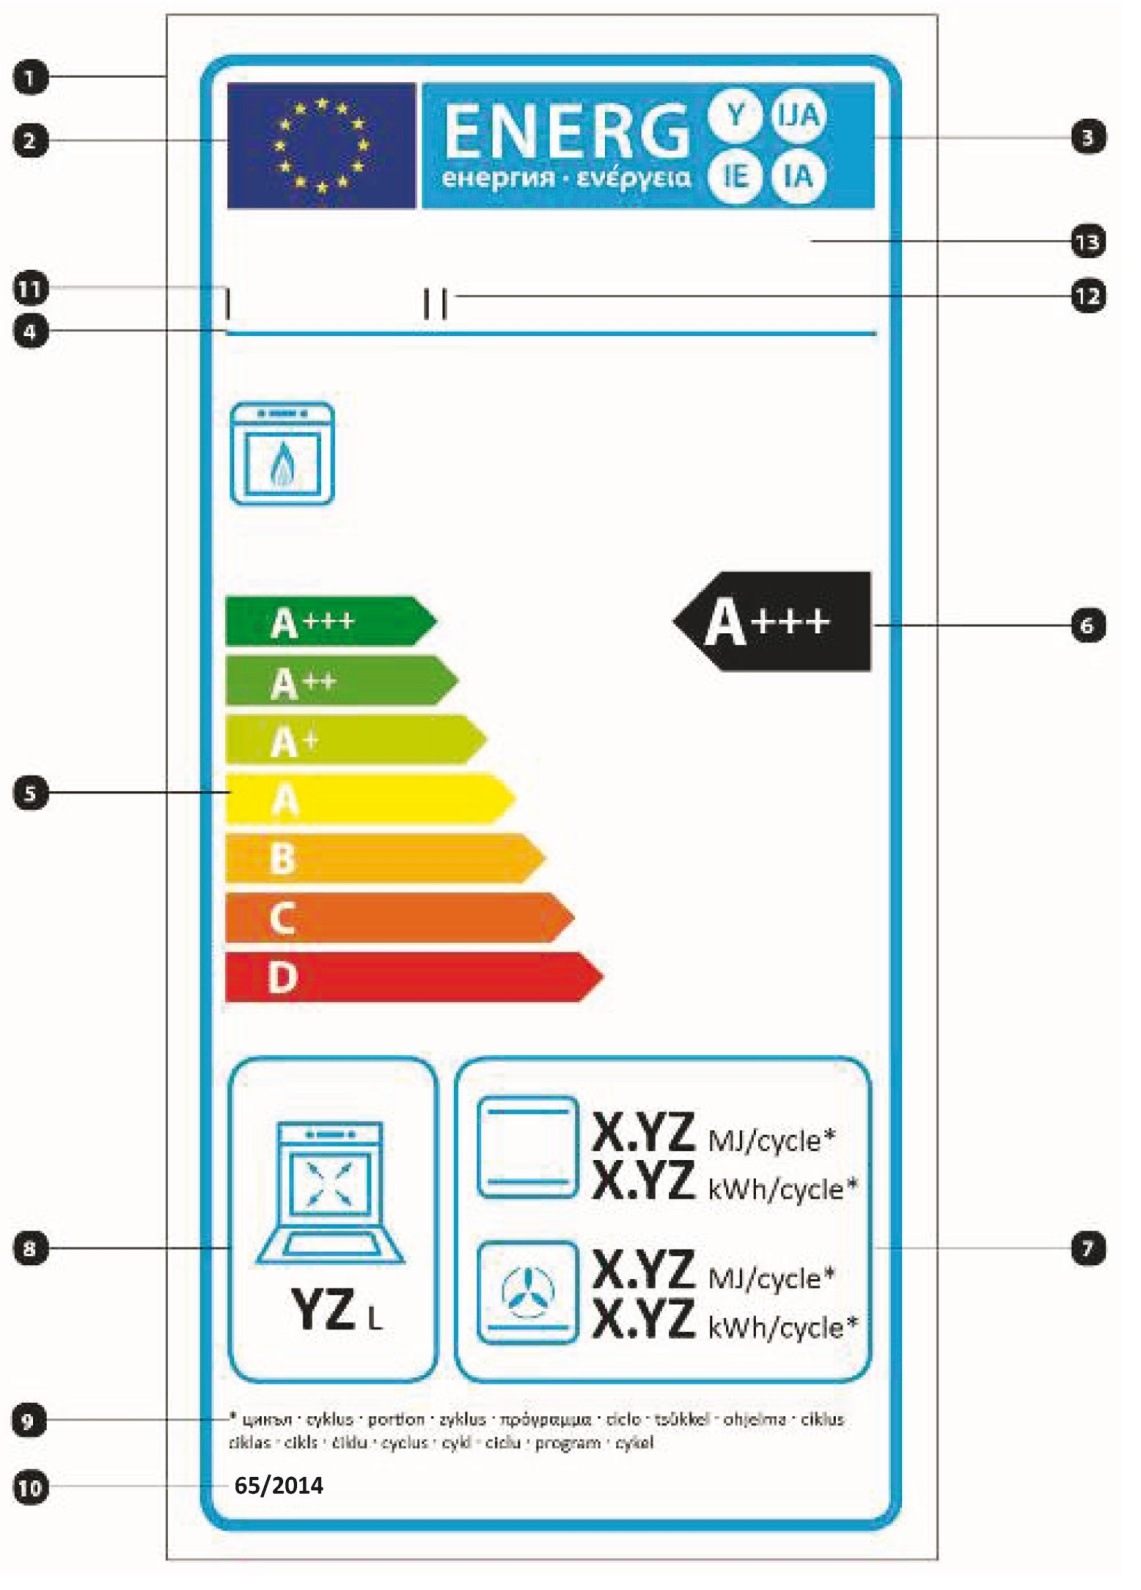 1
2
ENERG Y IJA
енергия · ενέργεια IE IA
3
13
11
12
4
A+++
A+++
6
A++
A+
5
A
B
C
D
X.YZ MJ/cycle*
X.YZ kWh/cycle*
8
7
X.YZ MJ/cycle*
YZ L
X.YZ kWh/cycle*
9
* цикъл · cyklus · portion · zyklus · πρόγραμμα · ciclo · tsükkel · ohjelma · ciklus
ciklas · cikls · ċiklu · cyclus · cykl · ciclu · program · cykel
10
65/2014